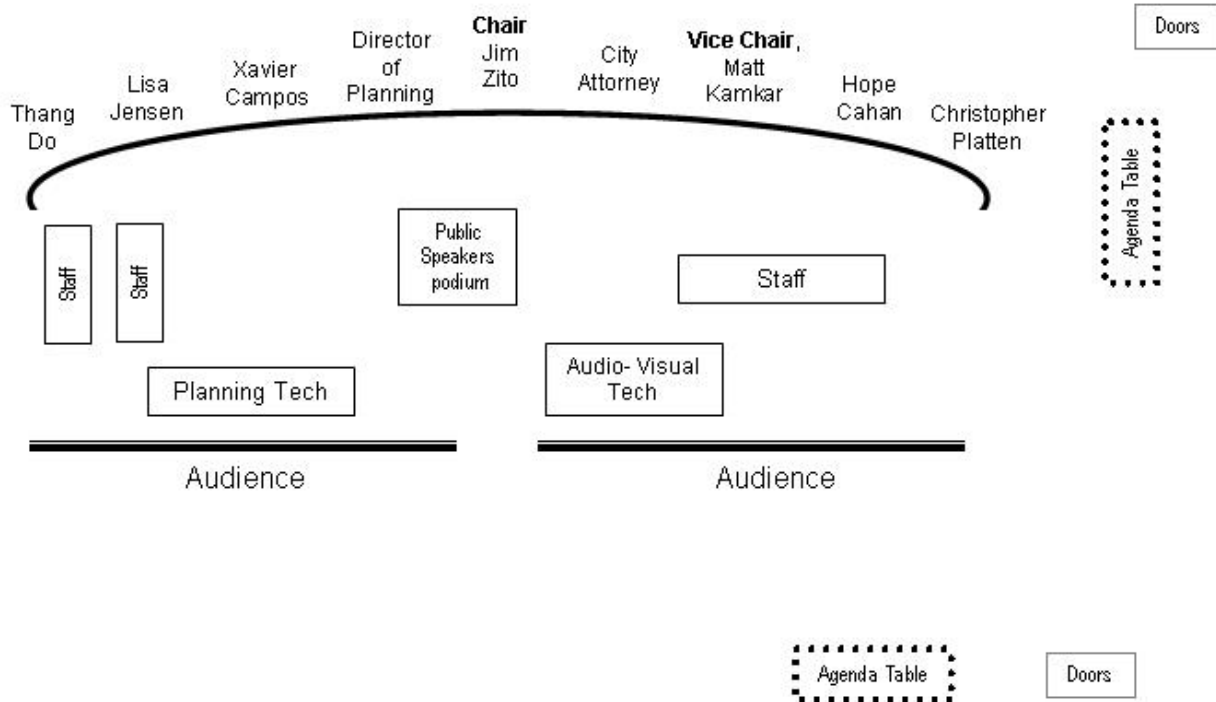 Doors
Chair
Jim
Zito
Director
of
Planning
Vice Chair,
Matt
Kamkar
City
Attorney
Xavier
Campos
Lisa
Jensen
Hope
Cahan
Thang
Do
Christopher
Platten
Agenda Table
Staff
Staff
Public
Speakers
podium
Staff
Planning Tech
Audio- Visual
Tech
Audience
Audience
Agenda Table
Doors